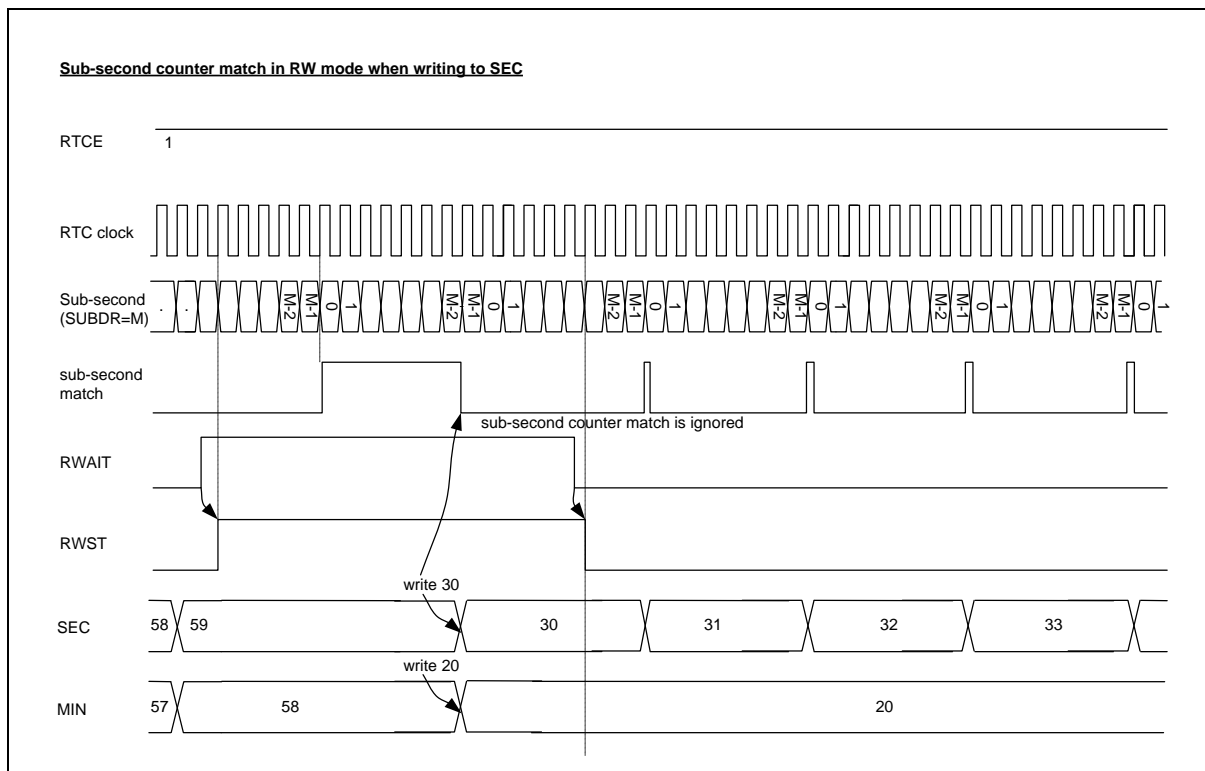 Sub-second counter match in RW mode when writing to SEC
RTCE
1
RTC clock
Sub-second
(SUBDR=M)
. . M-2 M-1 0 1 M-2 M-1 0 1 M-2 M-1 0 1 M-2 M-1 0 1 M-2 M-1 0 1 M-2 M-1 0 1
sub-second
match
sub-second counter match is ignored
RWAIT
RWST
write 30
SEC
58 59 30 31 32 33
write 20
MIN
57 58 20